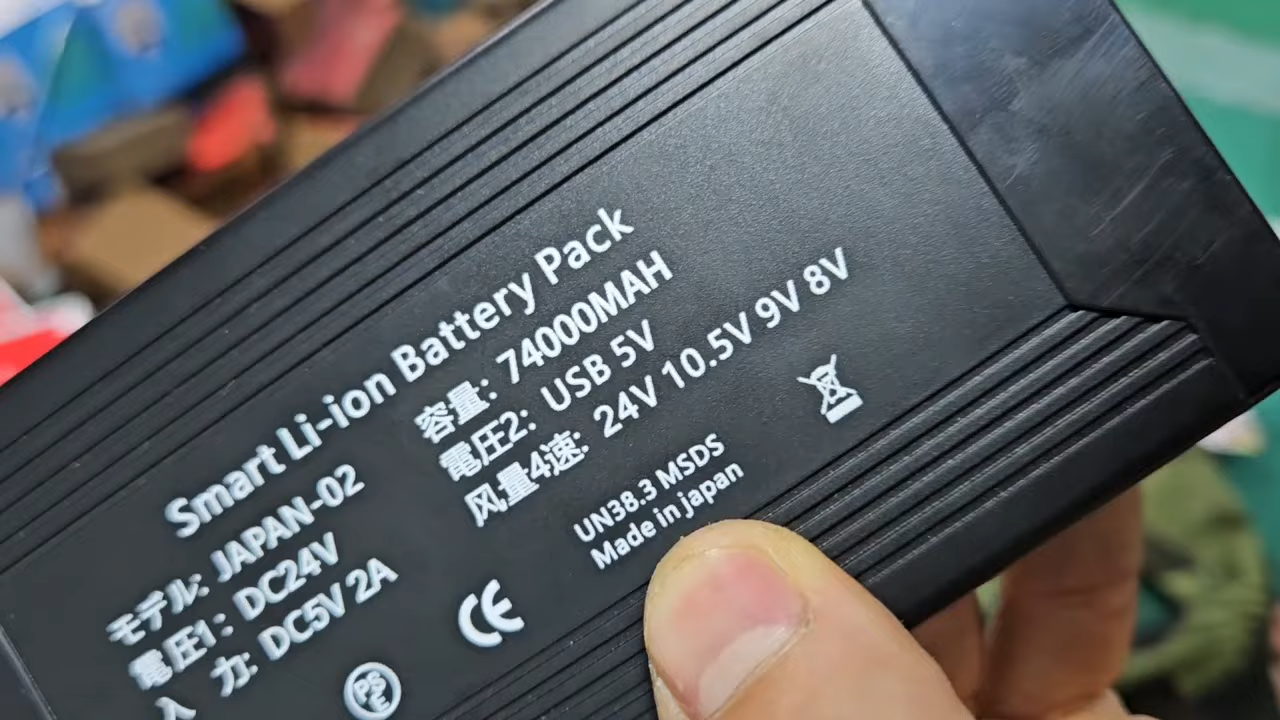 Smart Li-ion Battery Pack
モデル: JAPAN-02
容量: 74000MAH
電圧1: DC24V
電圧2: USB 5V
入 力: DC5V 2A
风量4速: 24V 10.5V 9V 8V
UN38.3 MSDS
Made in japan
CE
PSE